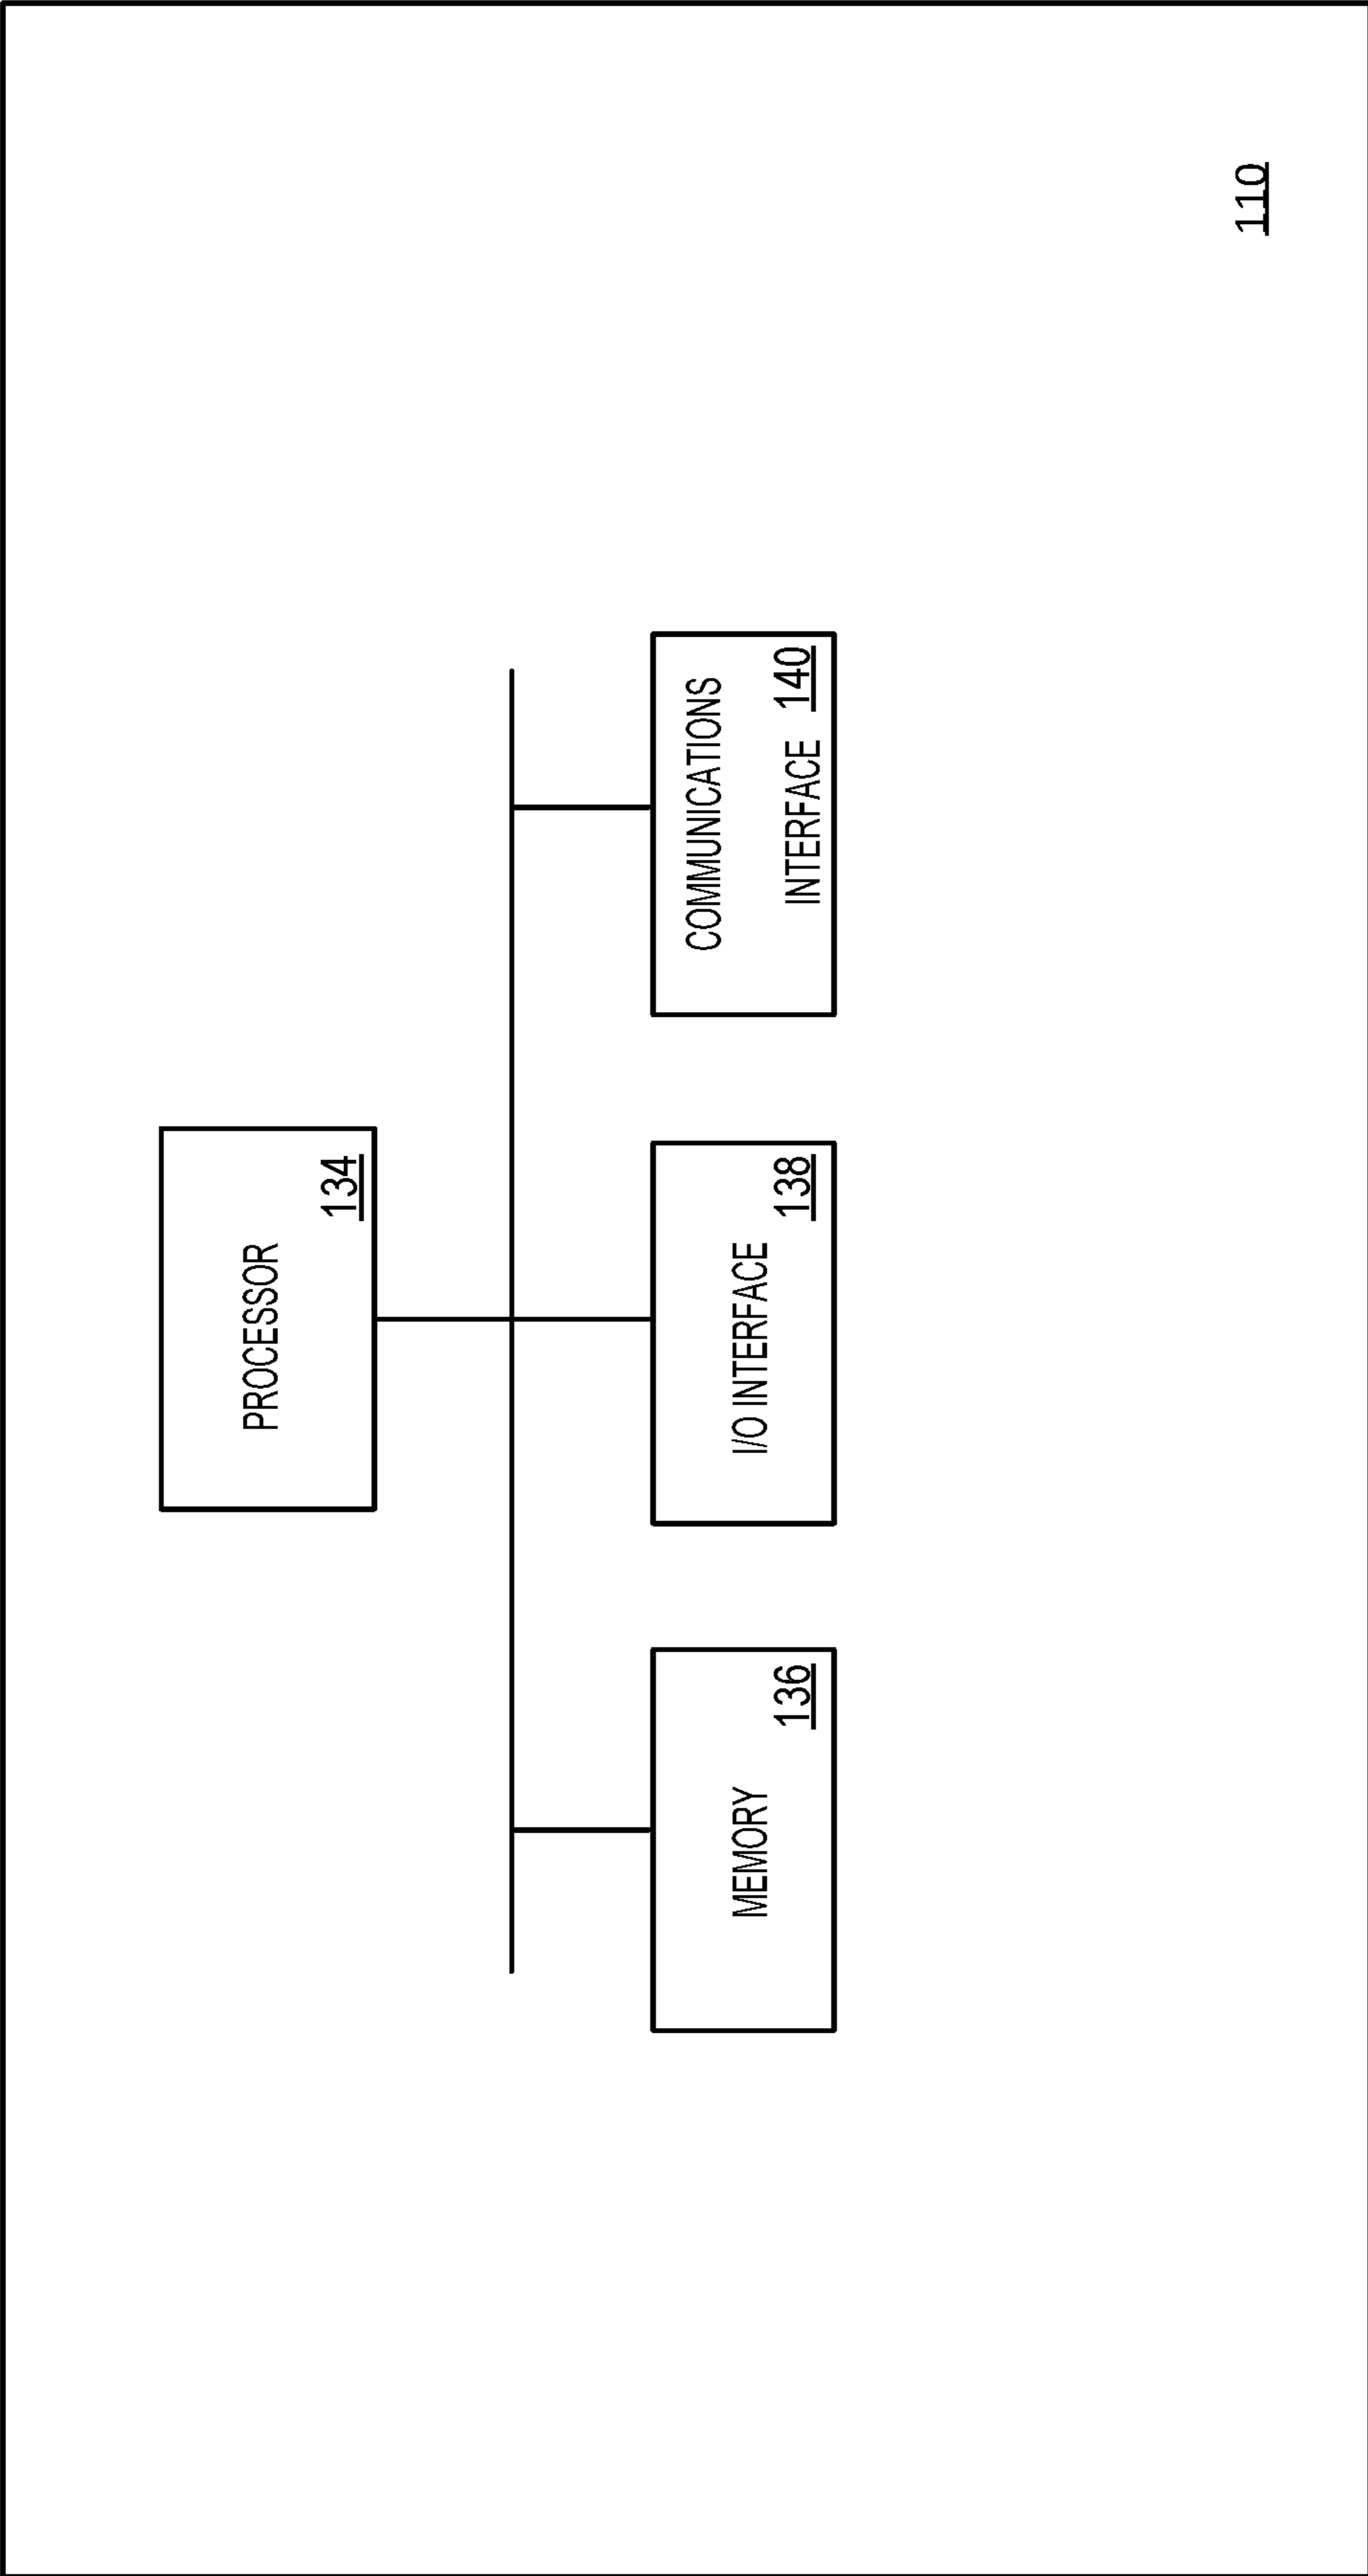 PROCESSOR
134
MEMORY
136
I/O INTERFACE
138
COMMUNICATIONS
INTERFACE 140
110